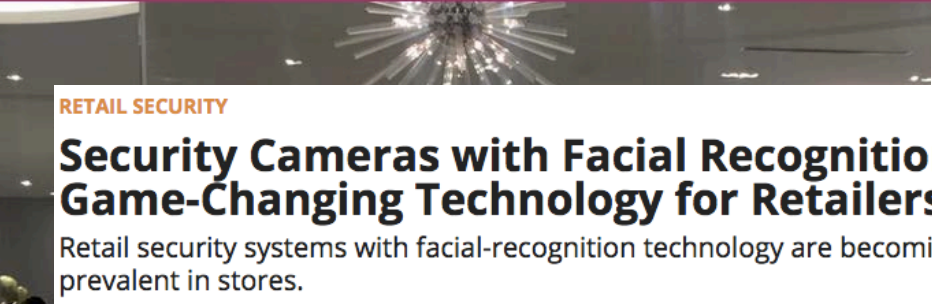 RETAIL SECURITY
Security Cameras with Facial Recognitio
Game-Changing Technology for Retailers
Retail security systems with facial-recognition technology are becomi
prevalent in stores.